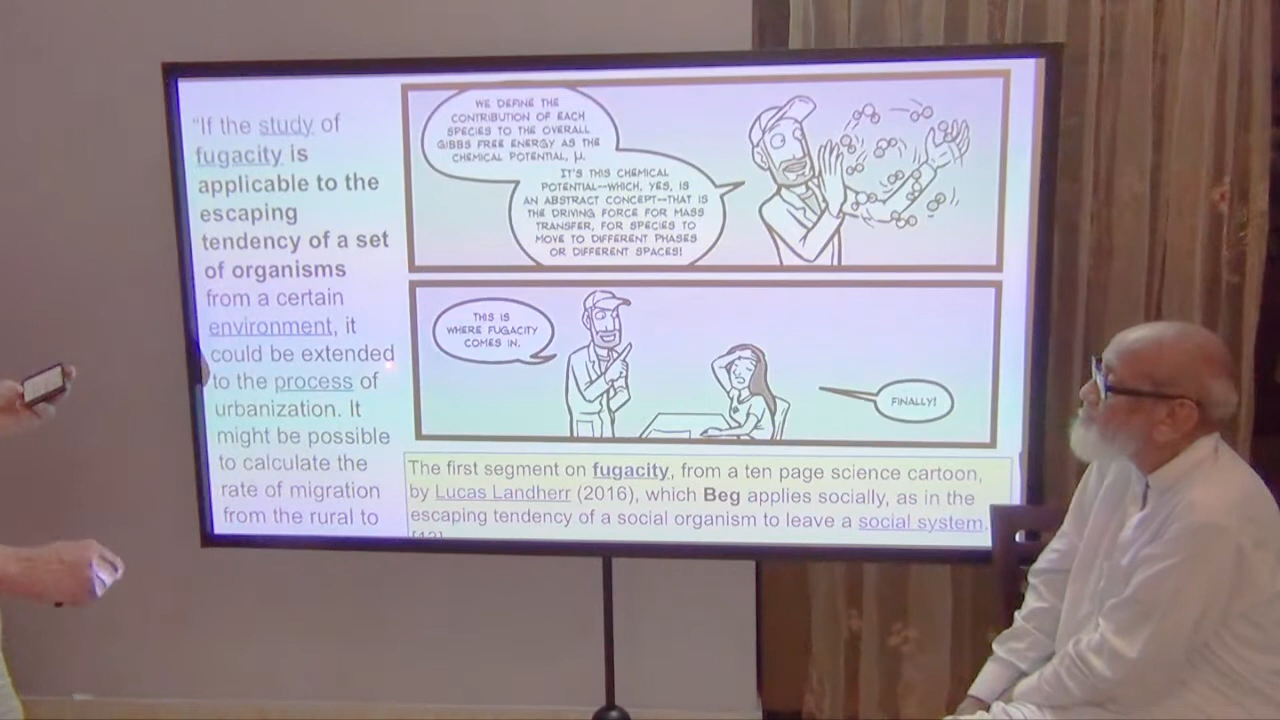 “If the study of
fugacity is
applicable to the
escaping
tendency of a set
of organisms
from a certain
environment, it
could be extended
to the process of
urbanization. It
might be possible
to calculate the
rate of migration
from the rural to
WE DEFINE THE
CONTRIBUTION OF EACH
SPECIES TO THE OVERALL
GIBBS FREE ENERGY AS THE
CHEMICAL POTENTIAL, μ.
IT'S THIS CHEMICAL
POTENTIAL--WHICH, YES, IS
AN ABSTRACT CONCEPT--THAT IS
THE DRIVING FORCE FOR MASS
TRANSFER, FOR SPECIES TO
MOVE TO DIFFERENT PHASES
OR DIFFERENT SPACES!
THIS IS
WHERE FUGACITY
COMES IN.
FINALLY!
The first segment on fugacity, from a ten page science cartoon,
by Lucas Landherr (2016), which Beg applies socially, as in the
escaping tendency of a social organism to leave a social system.